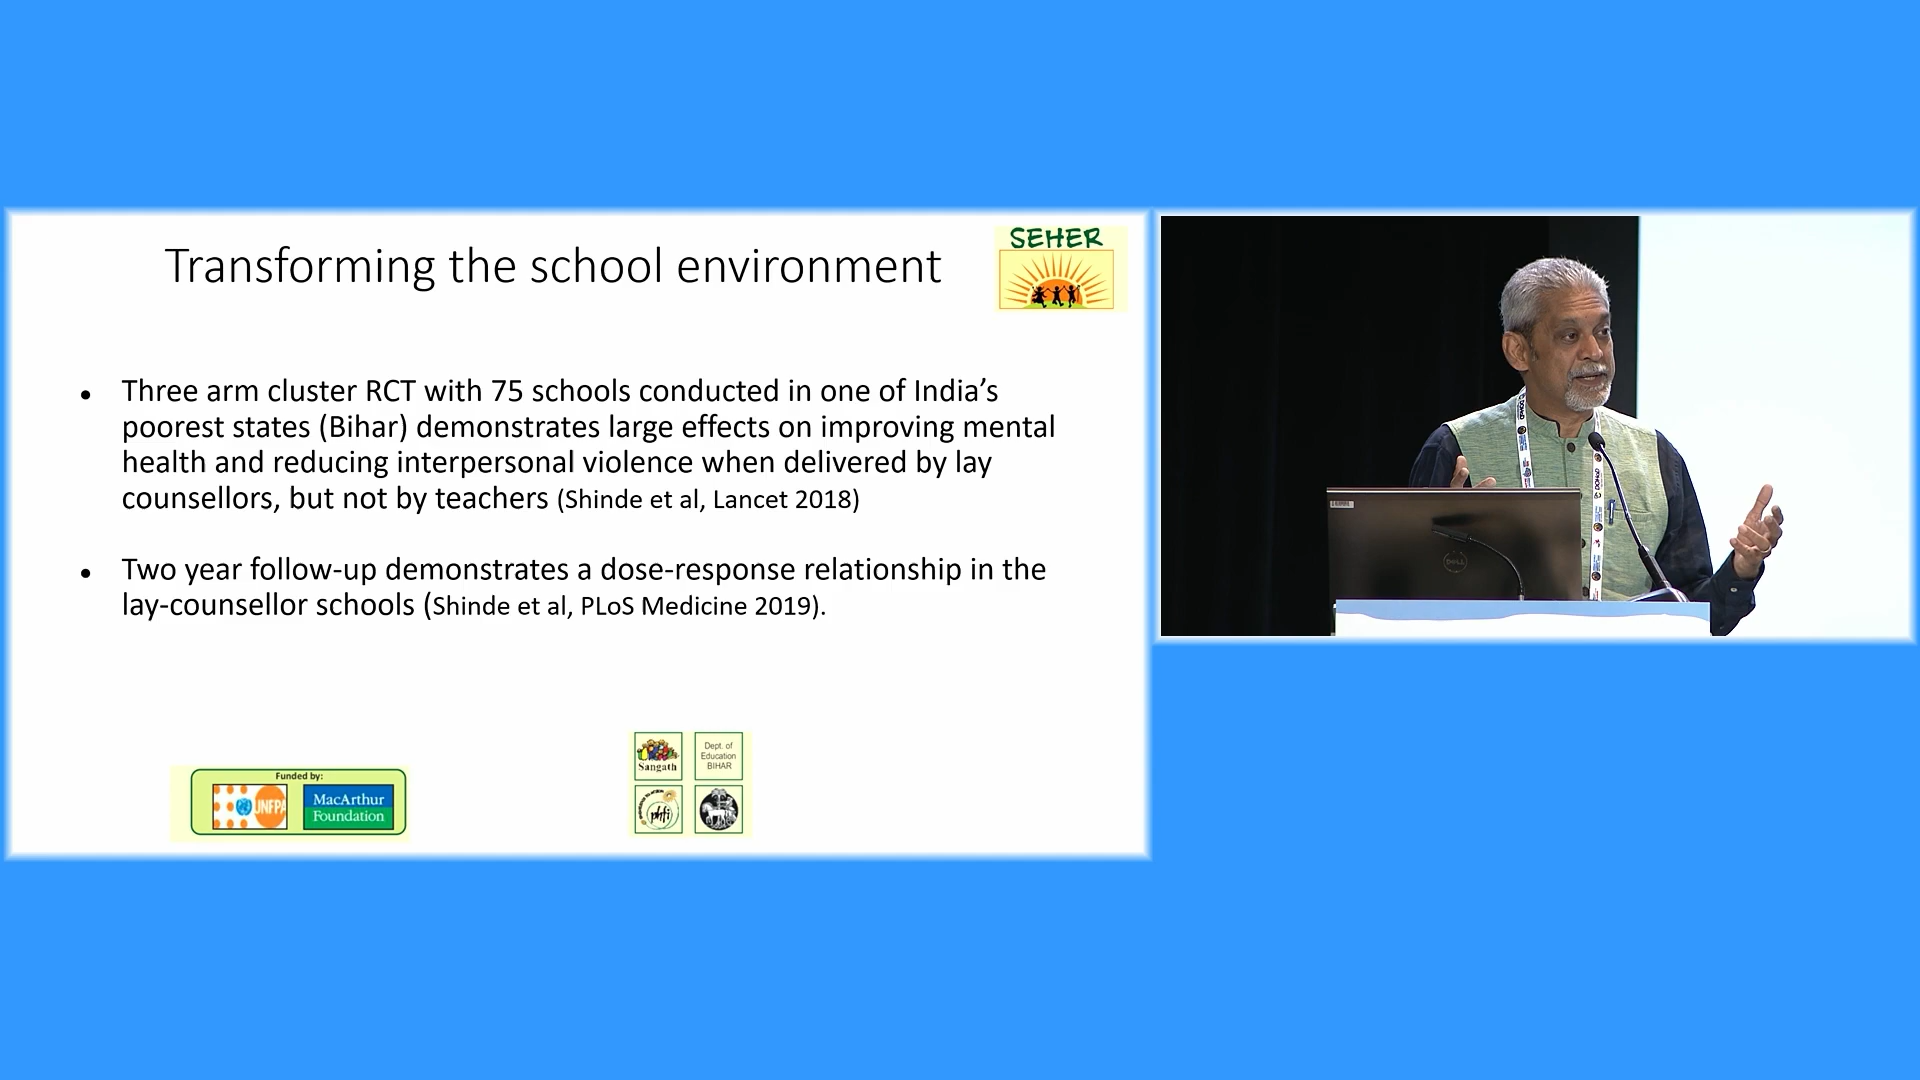 Transforming the school environment
SEHER
• Three arm cluster RCT with 75 schools conducted in one of India’s
poorest states (Bihar) demonstrates large effects on improving mental
health and reducing interpersonal violence when delivered by lay
counsellors, but not by teachers (Shinde et al, Lancet 2018)
• Two year follow-up demonstrates a dose-response relationship in the
lay-counsellor schools (Shinde et al, PLoS Medicine 2019).
Funded by:
UNFPA
MacArthur
Foundation
Sangath
Dept. of
Education
BIHAR
phfi
DELL